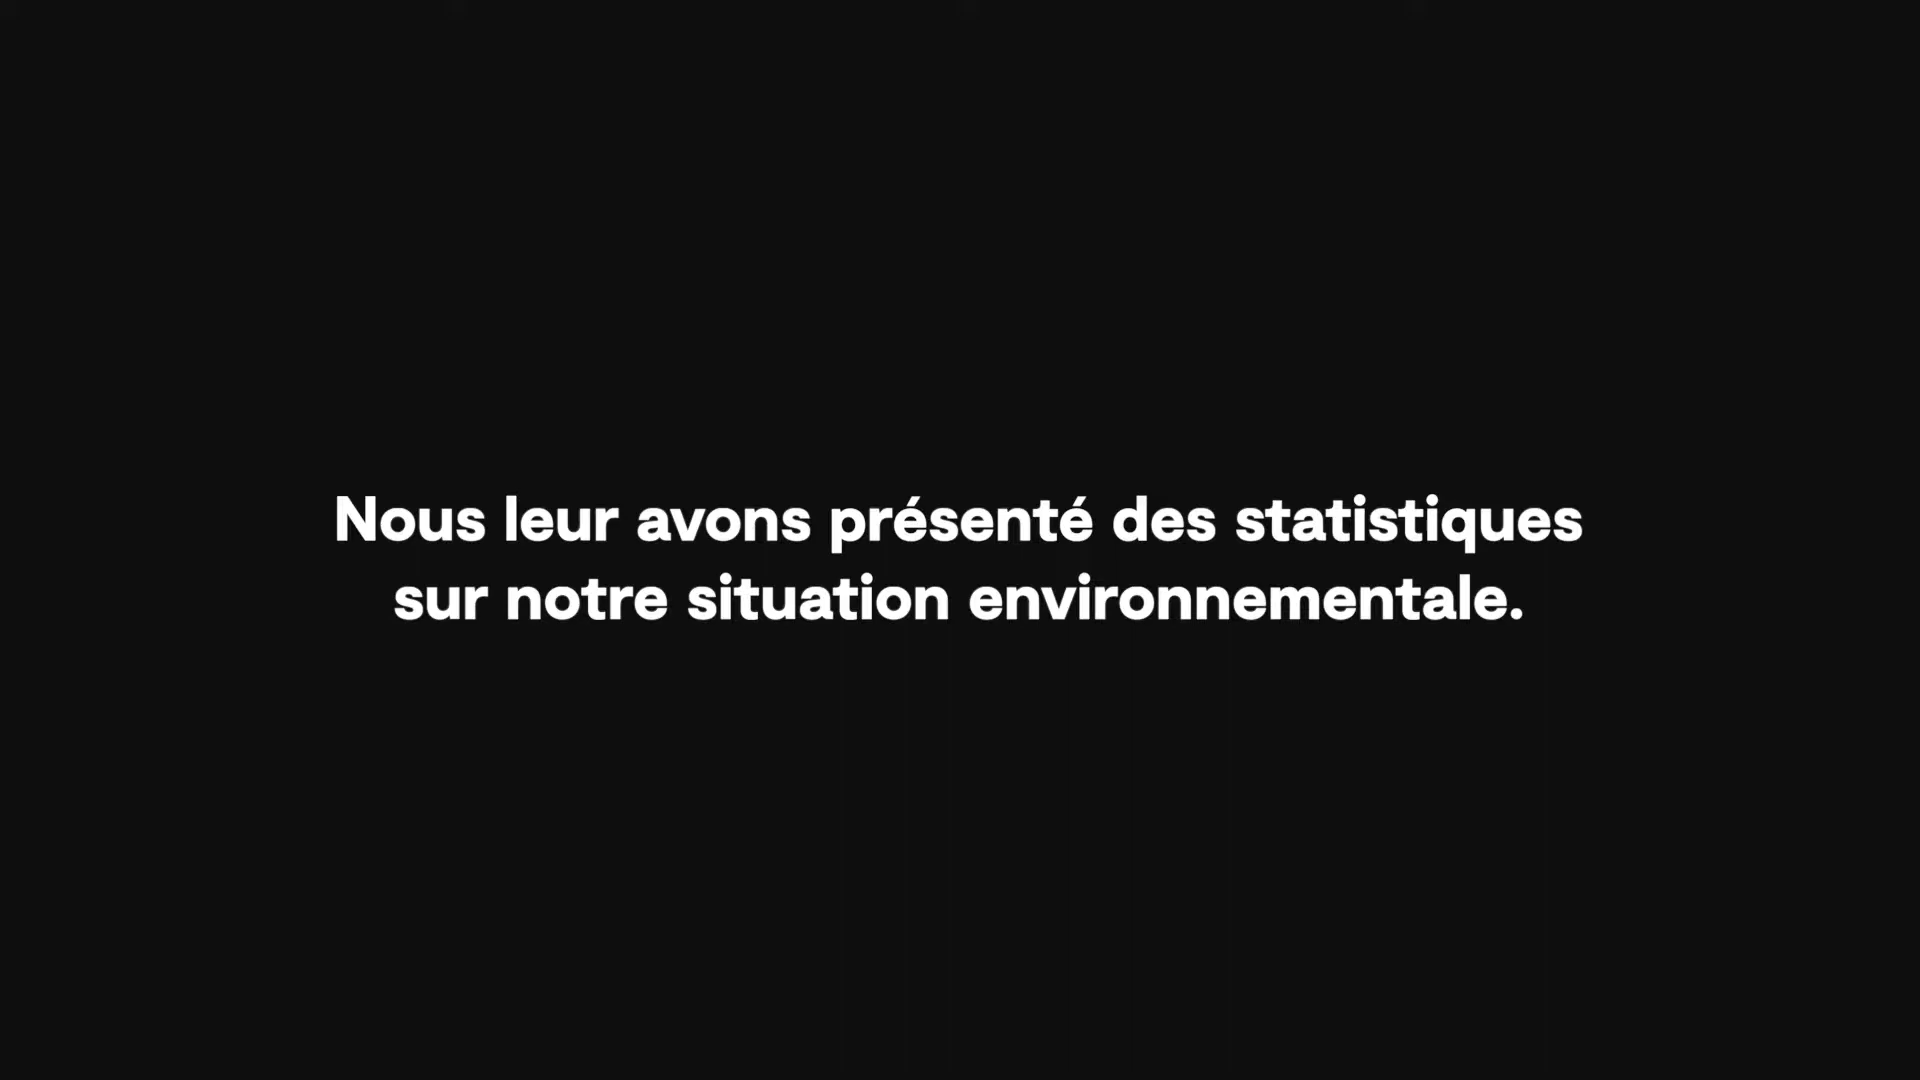 Nous leur avons présenté des statistiques
sur notre situation environnementale.